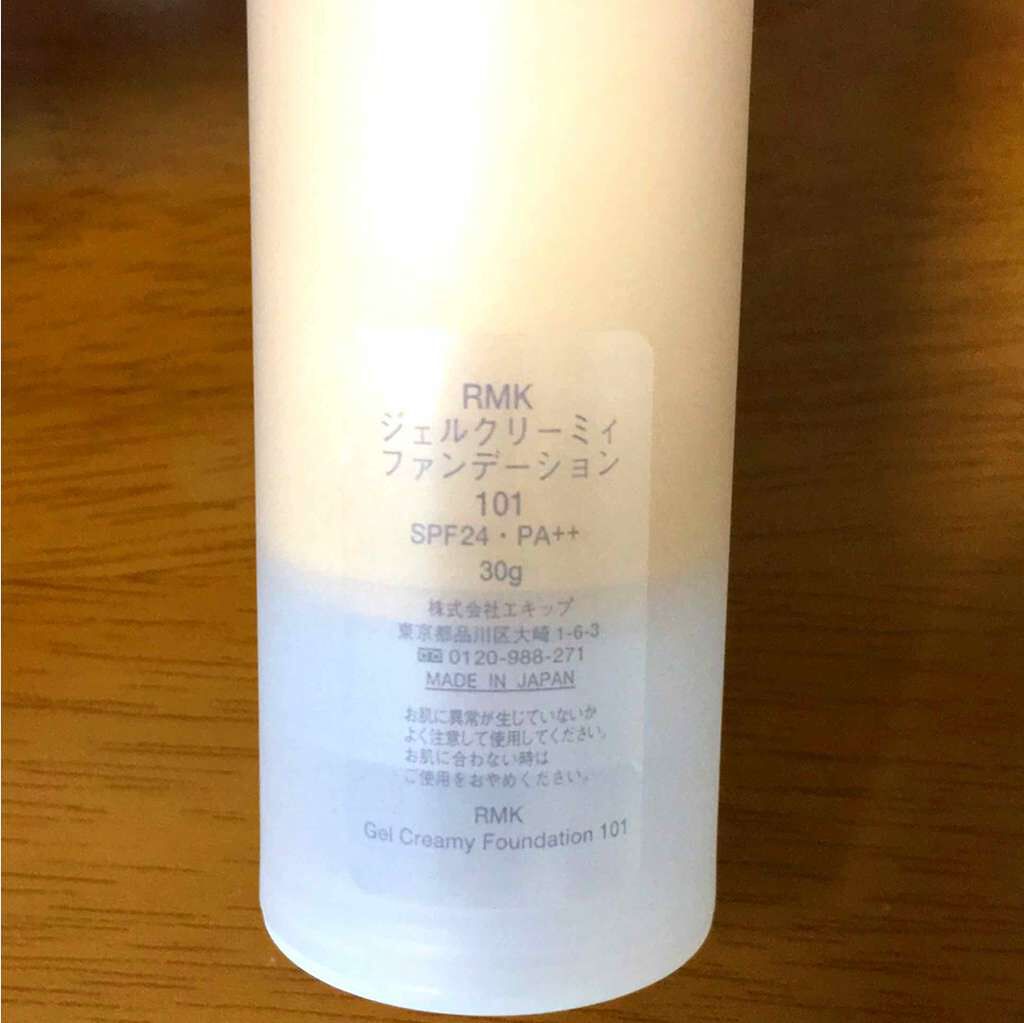 RMK
ジェルクリーミィ
ファンデーション
101
SPF24・PA++
30g
株式会社エキップ
東京都品川区大崎1-6-3
0120-988-271
MADE IN JAPAN
お肌に異常が生じていないか
よく注意して使用してください。
お肌に合わない時は
ご使用をおやめください。
RMK
Gel Creamy Foundation 101